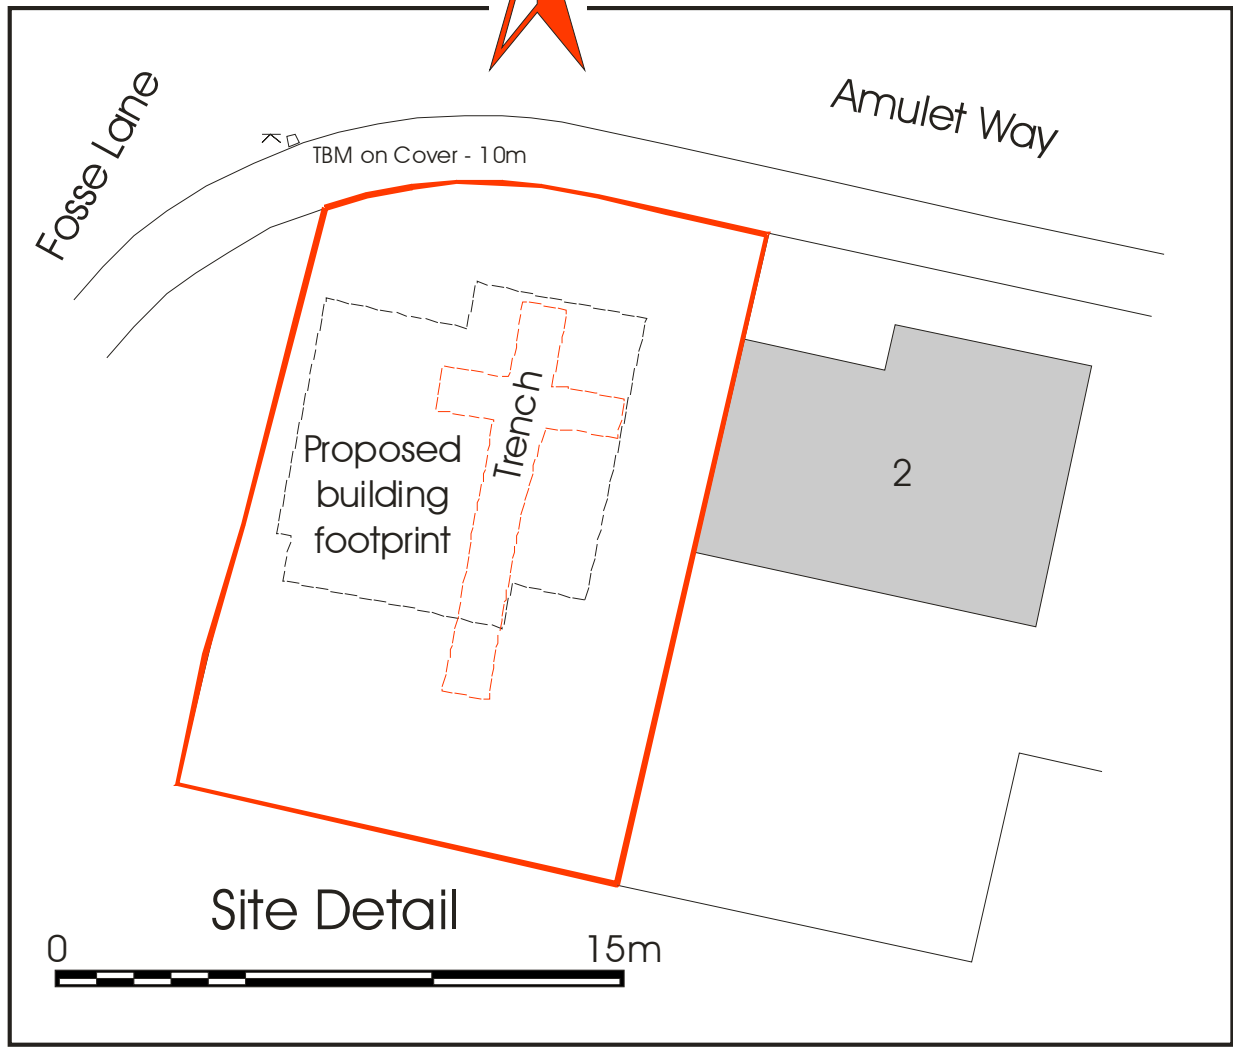 Fosse Lane
Amulet Way
TBM on Cover - 10m
Trench
Proposed
building
footprint
2
Site Detail
0
15m